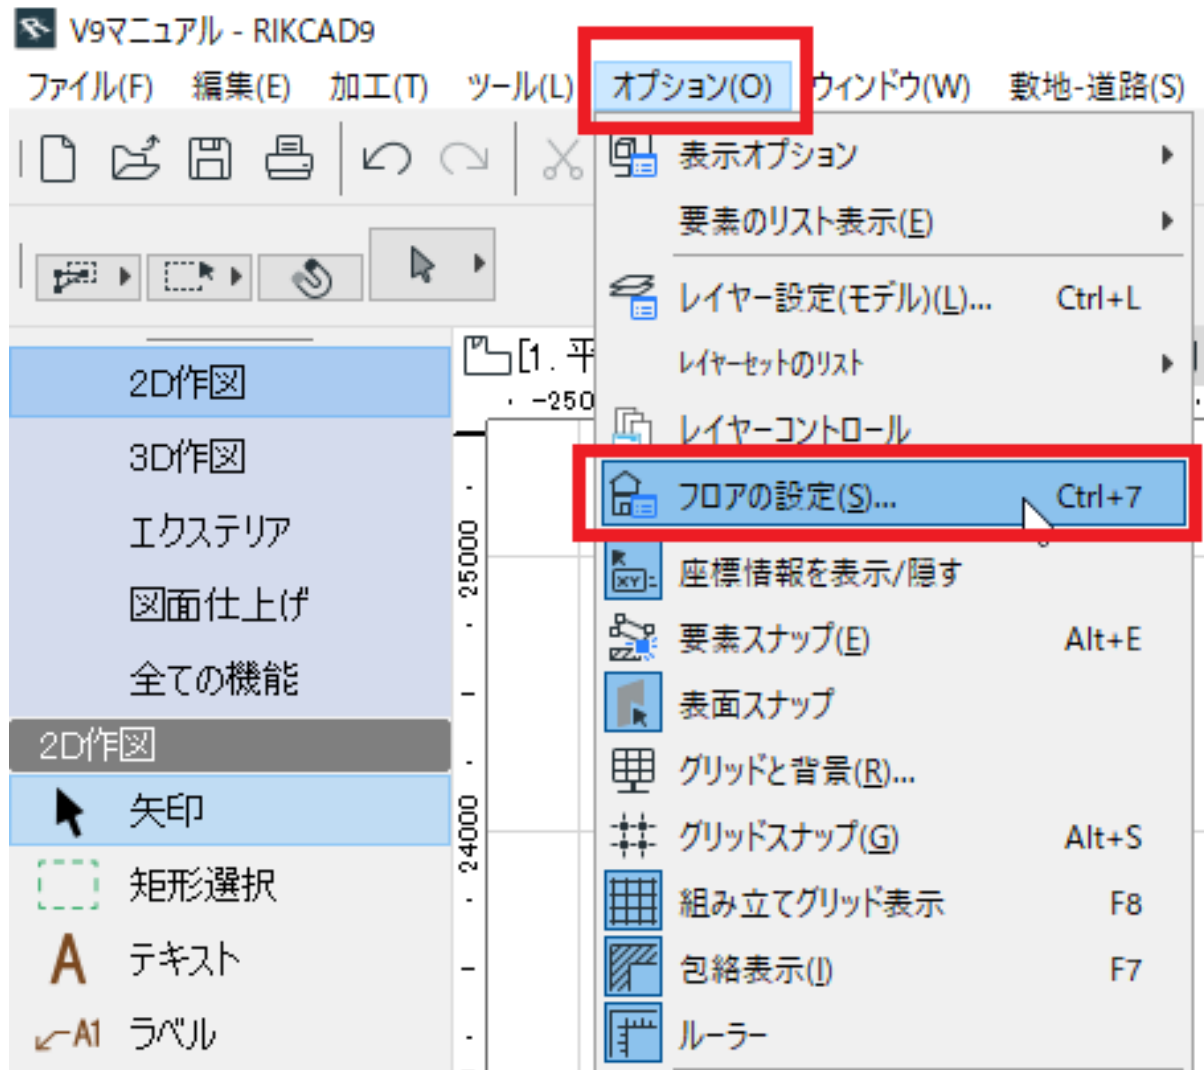 V9マニュアル - RIKCAD9
ファイル(F) 編集(E) 加工(T) ツール(L) オプション(O) ウィンドウ(W) 敷地-道路(S)
表示オプション
要素のリスト表示(E)
レイヤー設定(モデル)(L)... Ctrl+L
レイヤーセットのリスト
レイヤーコントロール
フロアの設定(S)... Ctrl+7
座標情報を表示/隠す
要素スナップ(E) Alt+E
表面スナップ
グリッドと背景(R)...
グリッドスナップ(G) Alt+S
組み立てグリッド表示 F8
包絡表示(I) F7
ルーラー
[1. 平
-250
25000
24000
2D作図
3D作図
エクステリア
図面仕上げ
全ての機能
2D作図
矢印
矩形選択
A テキスト
A1 ラベル